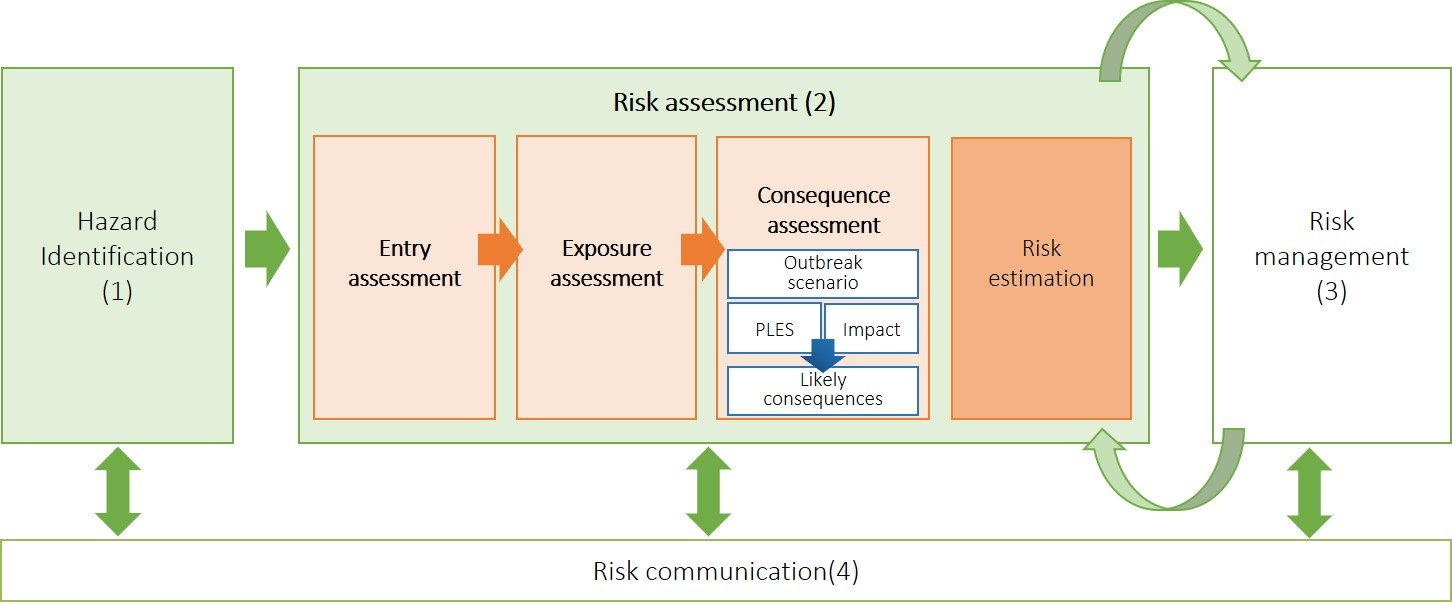 Hazard
Identification
(1)
Risk assessment (2)
Entry
assessment
Exposure
assessment
Consequence
assessment
Outbreak
scenario
PLES
Impact
Likely
consequences
Risk
estimation
Risk
management
(3)
Risk communication(4)